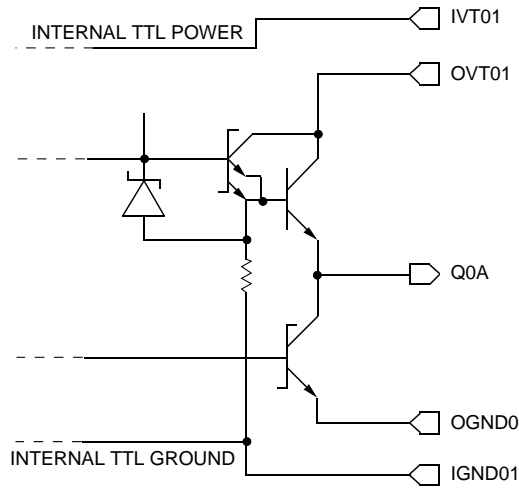 IVT01
INTERNAL TTL POWER
OVT01
Q0A
OGND0
INTERNAL TTL GROUND
IGND01